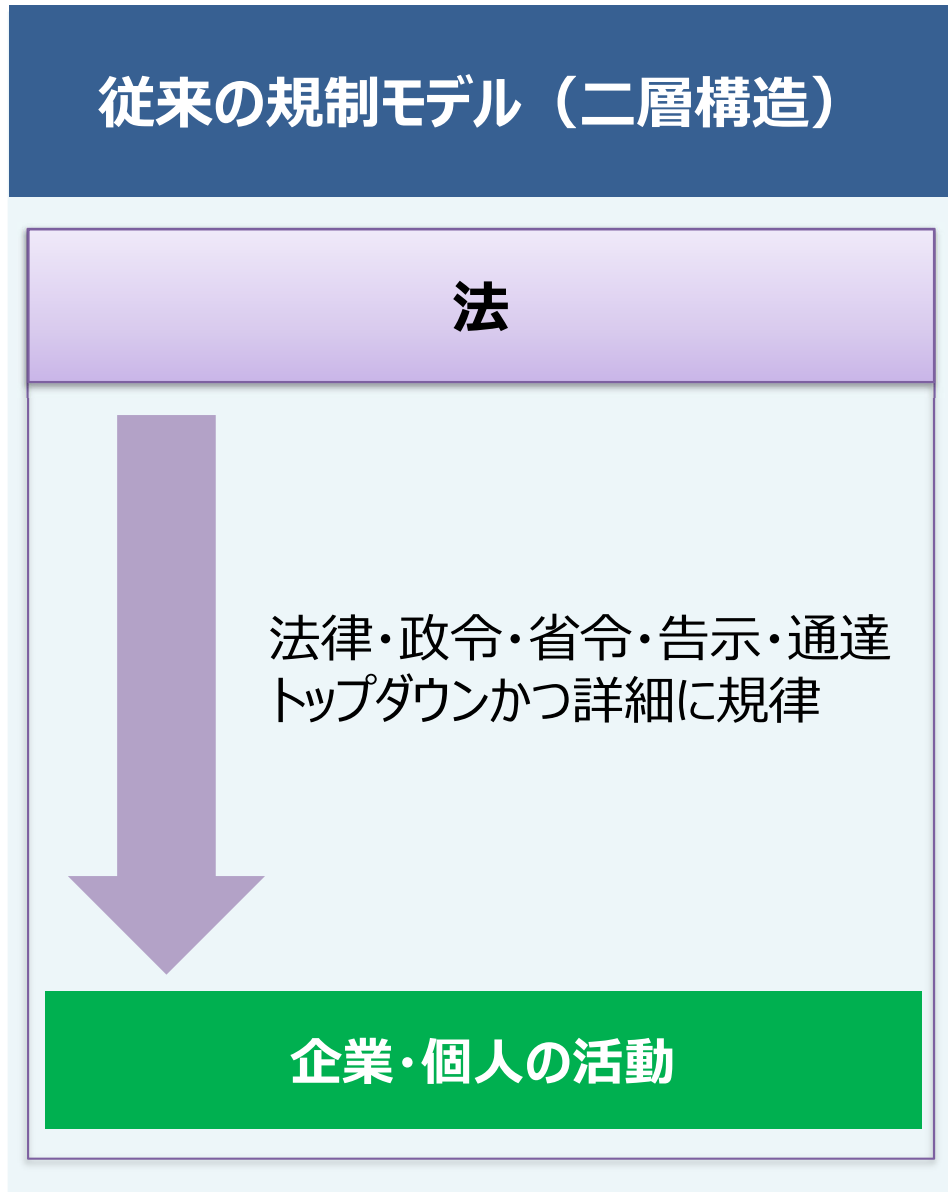 従来の規制モデル（二層構造）
法
法律・政令・省令・告示・通達
トップダウンかつ詳細に規律
企業・個人の活動